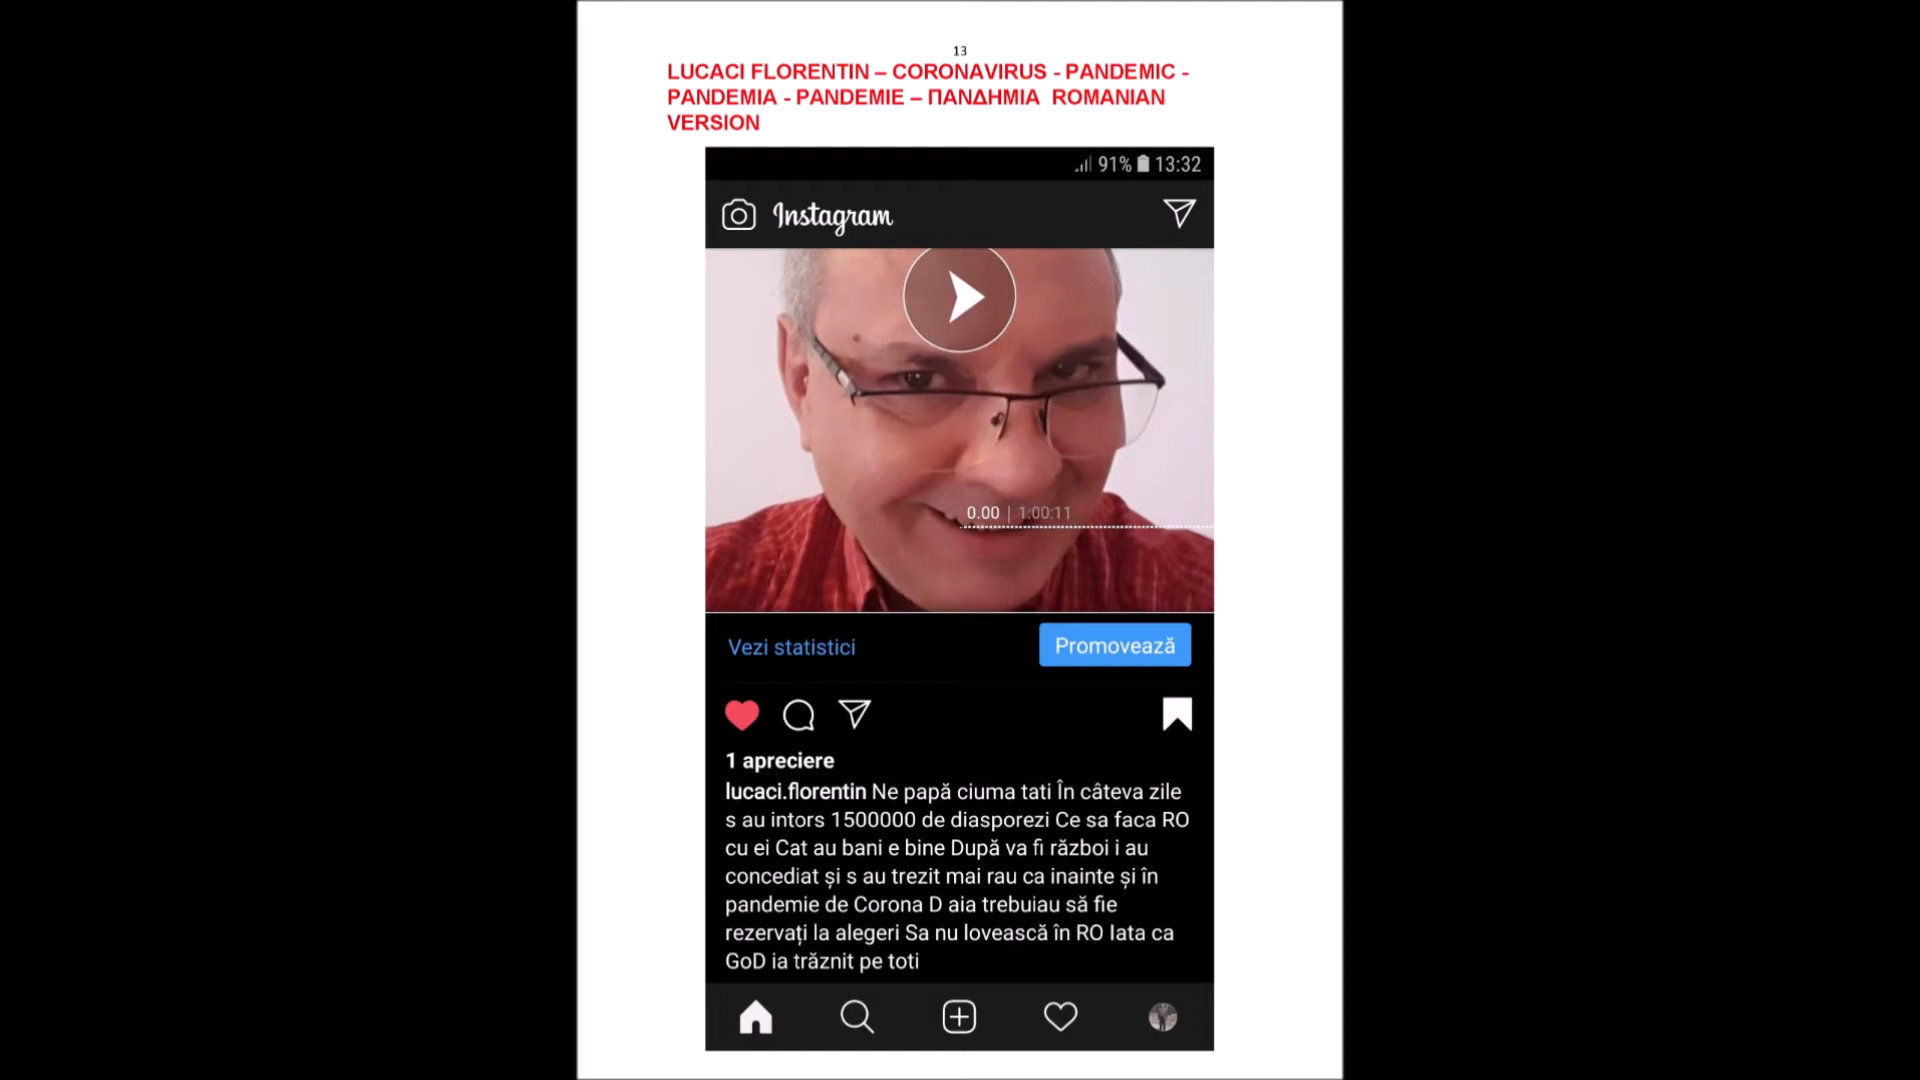 13
LUCACI FLORENTIN – CORONAVIRUS - PANDEMIC -
PANDEMIA - PANDEMIE – ΠΑΝΔΗΜΙΑ ROMANIAN
VERSION
91% 13:32
Instagram
0.00 | 1:00:11
Vezi statistici
Promovează
1 apreciere
lucaci.florentin Ne papă ciuma tati În câteva zile
s au intors 1500000 de diasporezi Ce sa faca RO
cu ei Cat au bani e bine După va fi război i au
concediat și s au trezit mai rau ca inainte și în
pandemie de Corona D aia trebuiau să fie
rezervați la alegeri Sa nu lovească în RO Iata ca
GoD ia trăznit pe toti